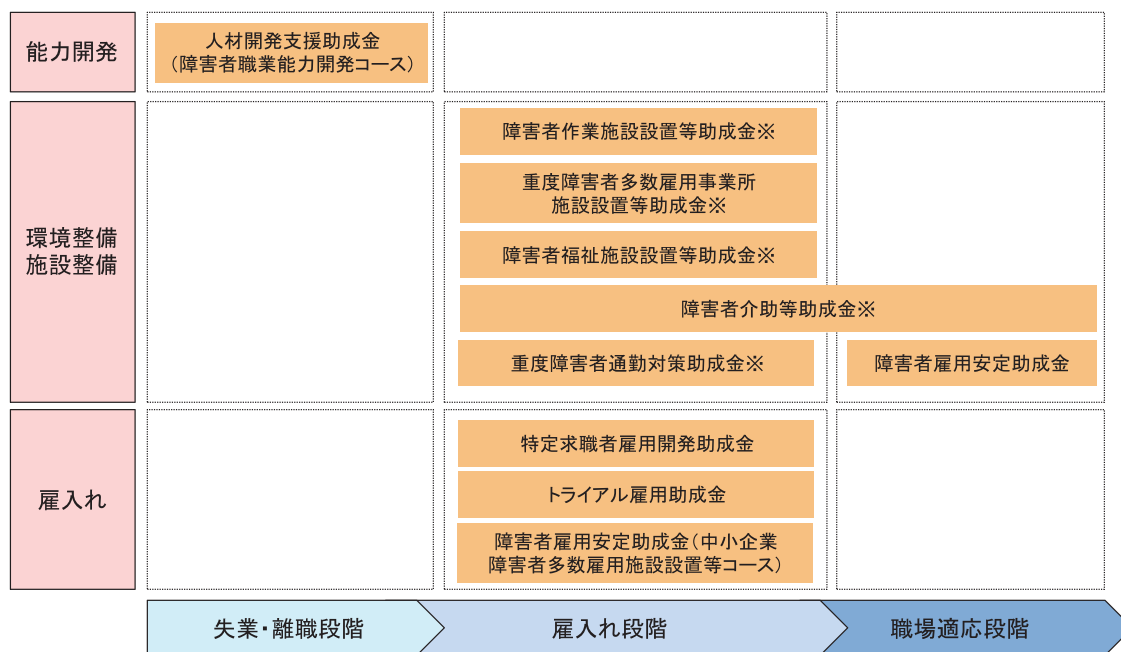 能力開発
人材開発支援助成金
（障害者職業能力開発コース）
環境整備
施設整備
障害者作業施設設置等助成金※
重度障害者多数雇用事業所
施設設置等助成金※
障害者福祉施設設置等助成金※
障害者介助等助成金※
重度障害者通勤対策助成金※
障害者雇用安定助成金
雇入れ
特定求職者雇用開発助成金
トライアル雇用助成金
障害者雇用安定助成金（中小企業
障害者多数雇用施設設置等コース）
失業・離職段階
雇入れ段階
職場適応段階